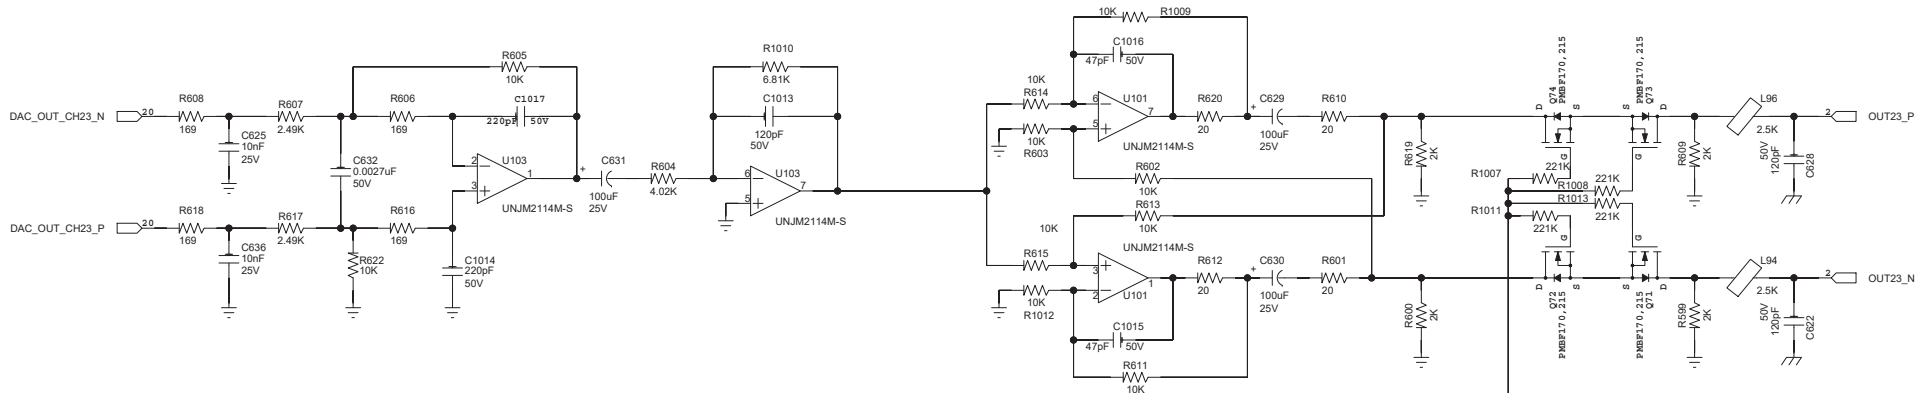 DAC_OUT_CH23_N
20
R608
169
C625
10nF
25V
R607
2.49K
R606
169
R605
10K
C1017
220pF 50V
C632
0.0027uF
50V
2
3
1
U103
UNJM2114M-S
DAC_OUT_CH23_P
20
R618
169
C636
10nF
25V
R617
2.49K
R616
169
R622
10K
C1014
220pF
50V
+
C631
100uF
25V
R604
4.02K
R1010
6.81K
C1013
120pF
50V
6
5
7
U103
UNJM2114M-S
10K
R1009
C1016
47pF 50V
10K
R614
10K
R603
6
5
7
U101
UNJM2114M-S
R620
20
+
C629
100uF
25V
R610
20
R602
10K
R613
10K
10K
R615
10K
R1012
UNJM2114M-S
3
2
1
U101
R612
20
+
C630
100uF
25V
R601
20
C1015
47pF 50V
R611
10K
R619
2K
R600
2K
D
Q74
PMBF170,215
S
G
S
PMBF170,215
Q73
D
G
R1007
221K
R1008
221K
R1013
221K
R1011
221K
G
D
Q72
PMBF170,215
S
G
S
PMBF170,215
Q71
D
R609
2K
R599
2K
L96
2.5K
50V
120pF
C628
2
OUT23_P
L94
2.5K
50V
120pF
C622
2
OUT23_N